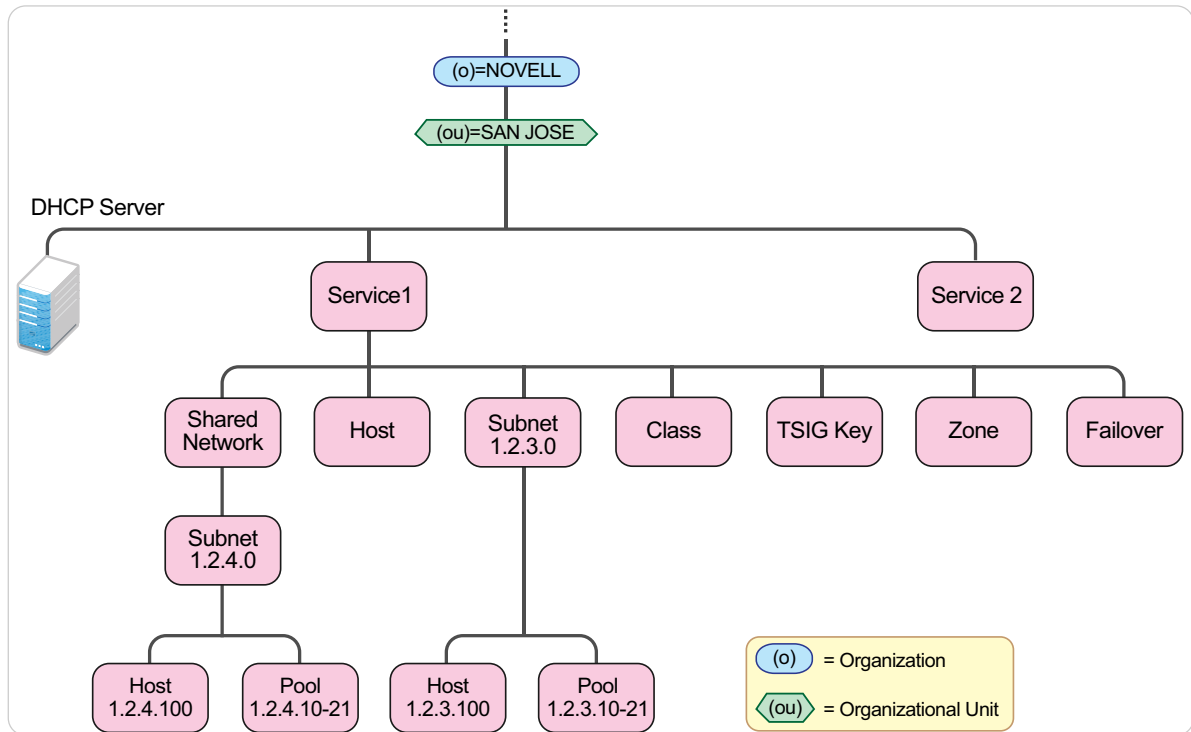 (o)=NOVELL
(ou)=SAN JOSE
DHCP Server
Service1
Service 2
Shared
Network
Host
Subnet
1.2.3.0
Class
TSIG Key
Zone
Failover
Subnet
1.2.4.0
Host
1.2.4.100
Pool
1.2.4.10-21
Host
1.2.3.100
Pool
1.2.3.10-21
(o) = Organization
(ou) = Organizational Unit